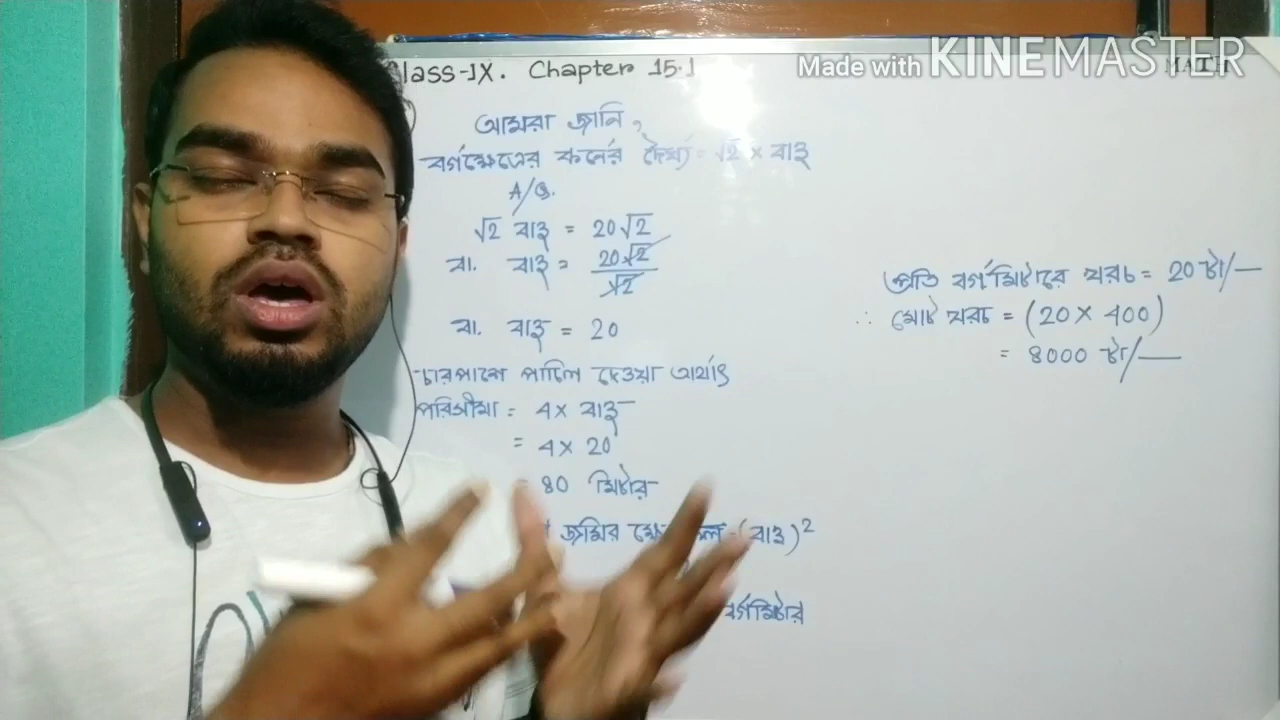 Made with KINEMASTER
Class-IX. Chapter 15.1
MATH
আমরা জানি,
বর্গক্ষেত্রের কর্ণের দৈর্ঘ্য = √2 × বাহু
A/Q.
√2 বাহু = 20√2
বা. বাহু = 20√2/√2
বা. বাহু = 20
চারপাশে পাঁচিল দেওয়া অর্থাৎ
পরিসীমা = 4 × বাহু
= 4 × 20
= 80 মিটার
জমির (বাহু)²
বর্গমিটার
প্রতি বর্গমিটারে খরচ = 20 টা/—
∴ মোট খরচ = (20 × 400)
= 8000 টা/—